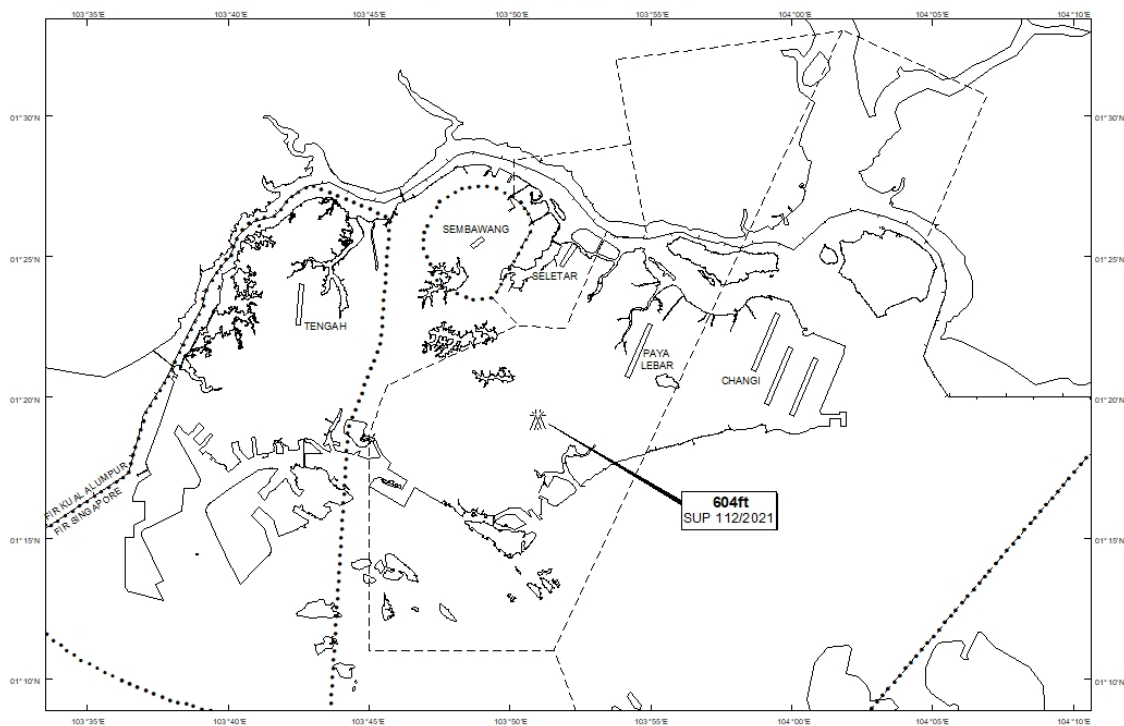 103°35'E 103°40'E 103°45'E 103°50'E 103°55'E 104°00'E 104°05'E 104°10'E
01°30'N 01°30'N
SEMBAWANG
01°25'N 01°25'N
SELETAR
TENGAH
PAYA
LEBAR
CHANGI
01°20'N 01°20'N
FIR KUALALUMPUR
FIR SINGAPORE
604ft
SUP 112/2021
01°15'N 01°15'N
01°10'N 01°10'N
103°35'E 103°40'E 103°45'E 103°50'E 103°55'E 104°00'E 104°05'E 104°10'E